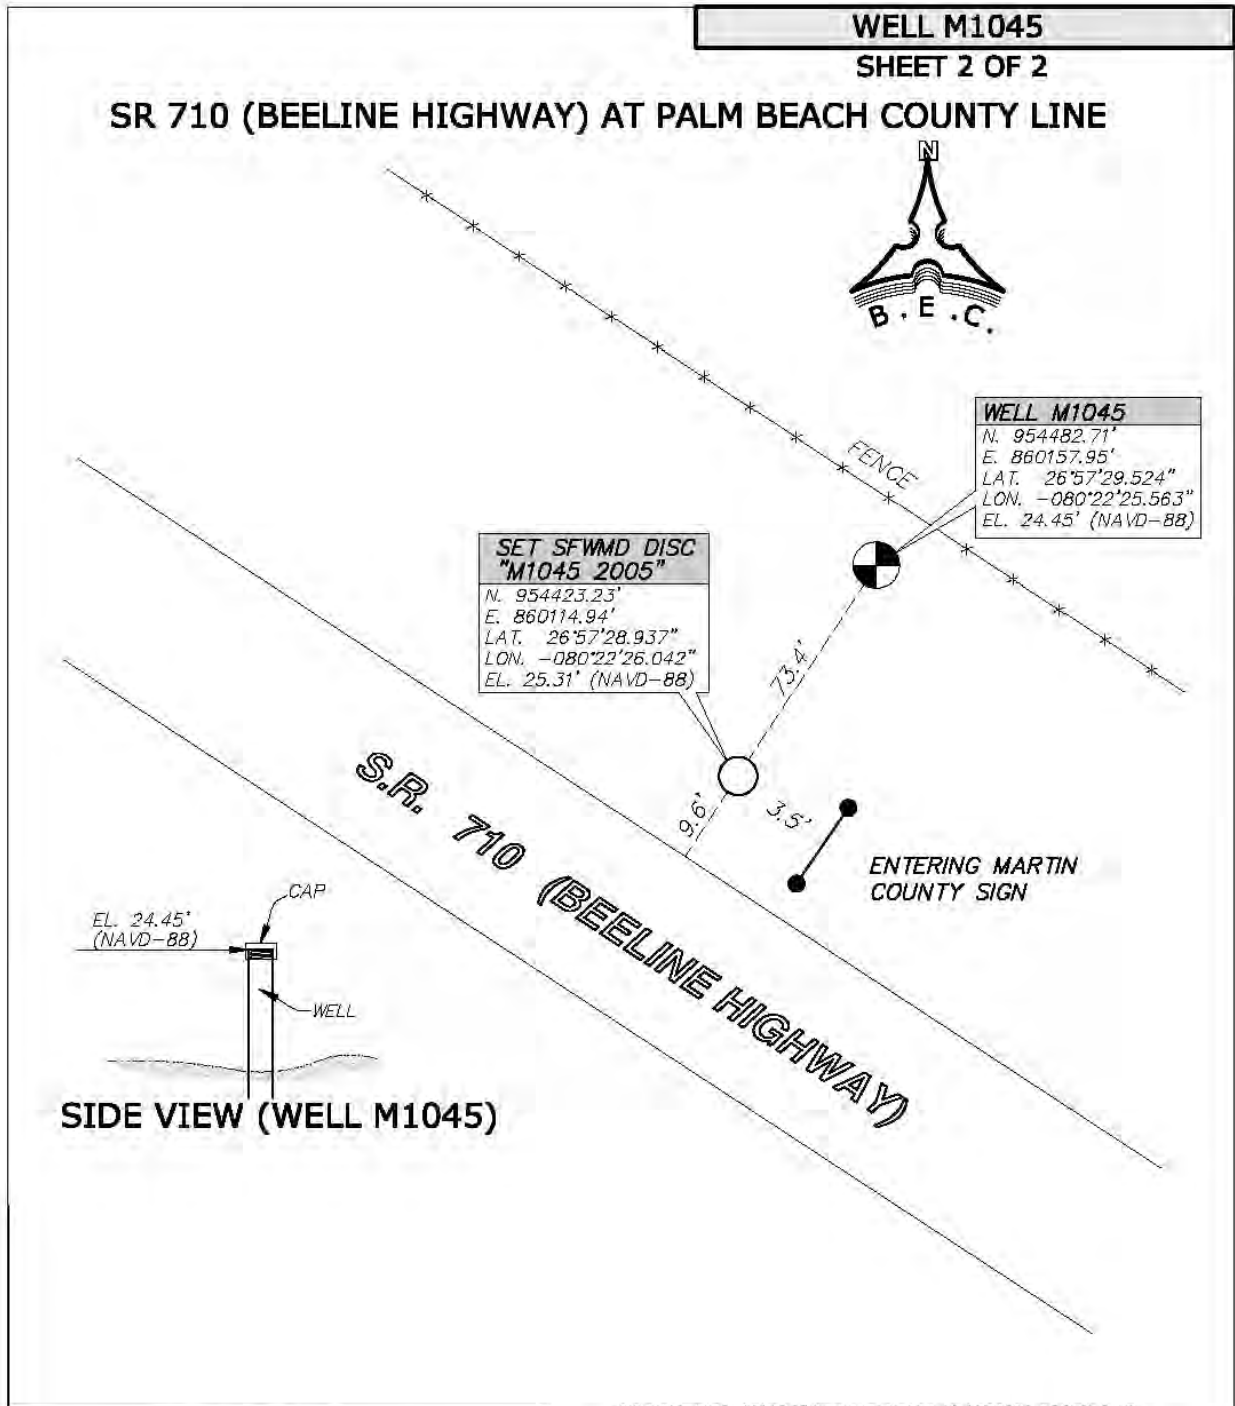 WELL M1045
SHEET 2 OF 2
SR 710 (BEELINE HIGHWAY) AT PALM BEACH COUNTY LINE
N
B. E. C.
FENCE
WELL M1045
N. 954482.71'
E. 860157.95'
LAT. 26°57'29.524"
LON. -080°22'25.563"
EL. 24.45' (NAVD-88)
SET SFWMD DISC
"M1045 2005"
N. 954423.23'
E. 860114.94'
LAT. 26°57'28.937"
LON. -080°22'26.042"
EL. 25.31' (NAVD-88)
73.4'
9.6'
3.5'
ENTERING MARTIN
COUNTY SIGN
S.R. 710 (BEELINE HIGHWAY)
CAP
EL. 24.45'
(NAVD-88)
WELL
SIDE VIEW (WELL M1045)